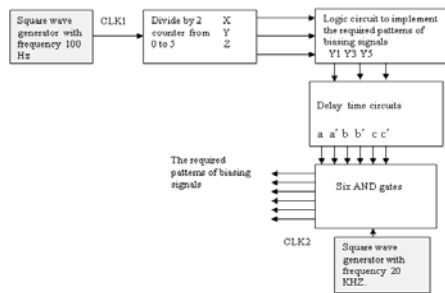 Square wave
generator with
frequency 100
Hz
CLK1
Divide by 2
counter from
0 to 5
X
Y
Z
Logic circuit to implement
the required patterns of
biasing signals
Y1 Y3 Y5
Delay time circuits
a a' b b' c c'
The required
patterns of biasing
signals
Six AND gates
CLK2
Square wave
generator with
frequency 20
KHZ.